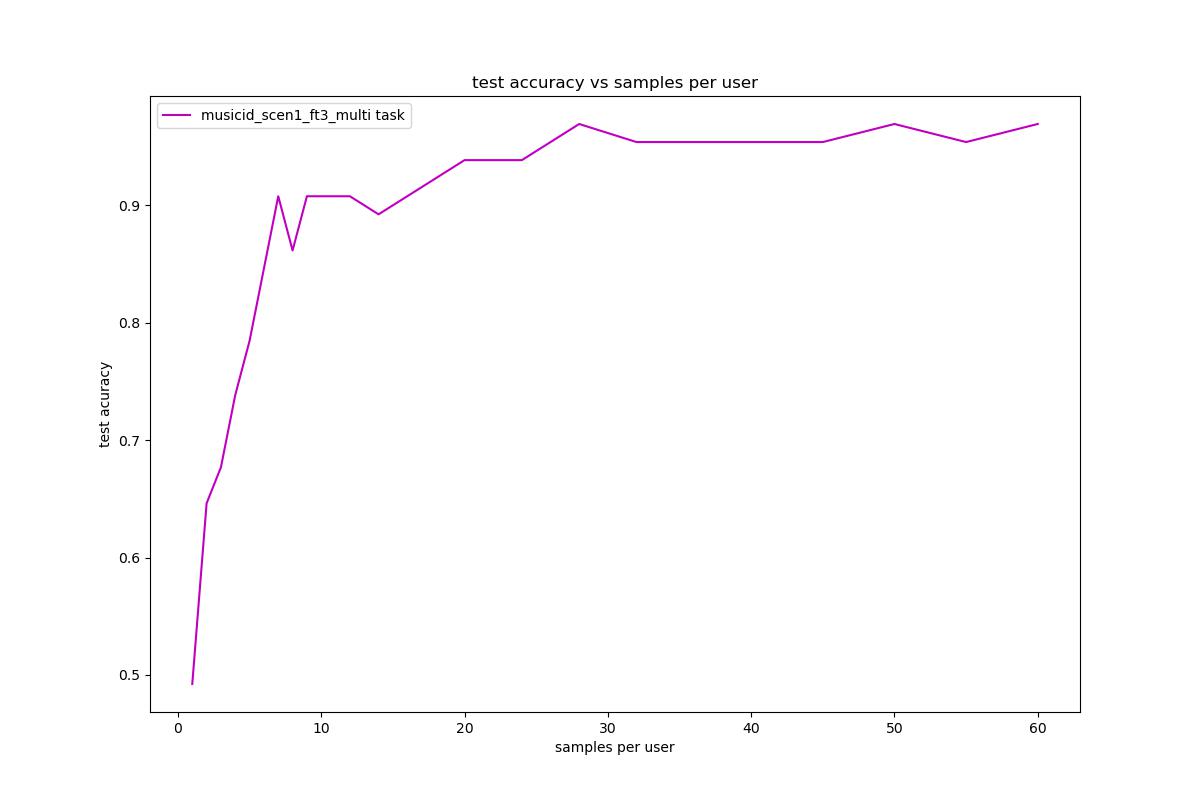 test accuracy vs samples per user
musicid_scen1_ft3_multi task
test acuracy
0.9
0.8
0.7
0.6
0.5
0 10 20 30 40 50 60
samples per user